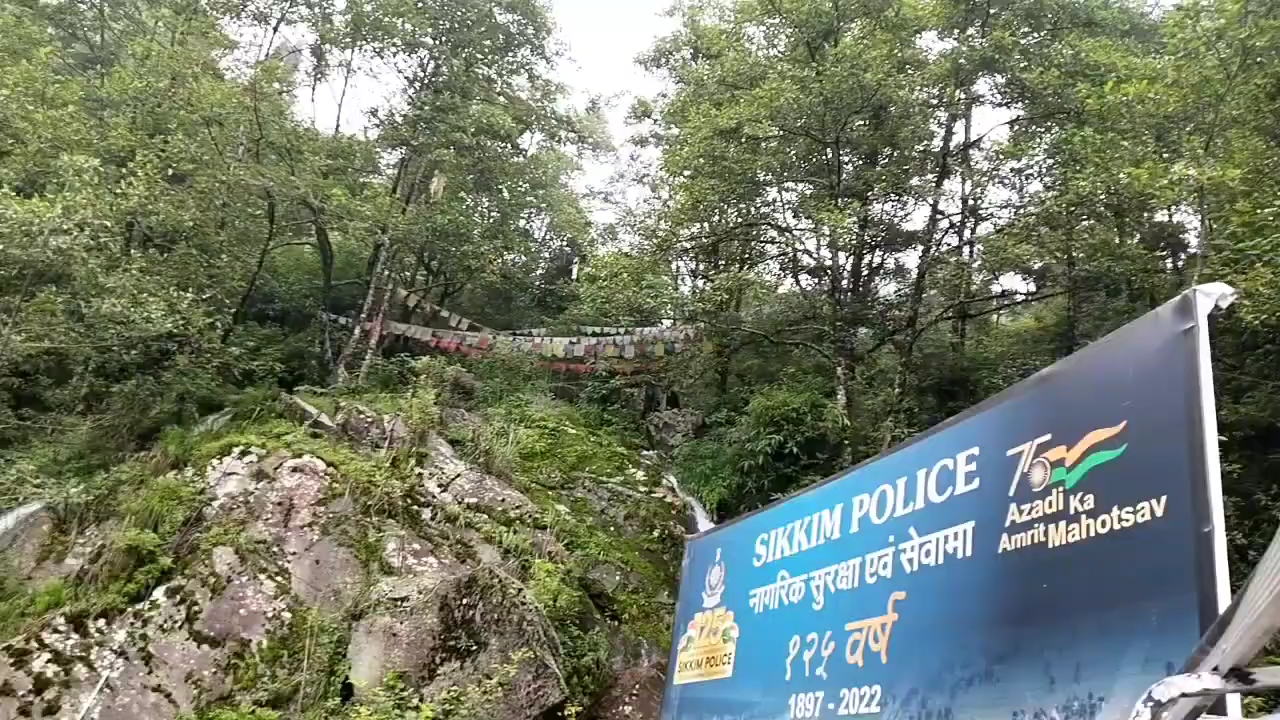 SIKKIM POLICE
नागरिक सुरक्षा एवं सेवामा
१२५ वर्ष
1897 - 2022
75
Azadi Ka
Amrit Mahotsav
125
SIKKIM POLICE